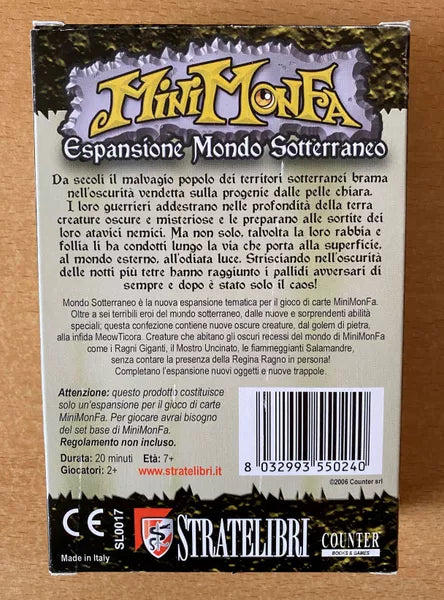 MiniMonFa
Espansione Mondo Sotterraneo
Da secoli il malvagio popolo dei territori sotterranei brama
nell'oscurità vendetta sulla progenie dalle pelle chiara.
I loro guerrieri addestrano nelle profondità della terra
creature oscure e misteriose e le preparano alle sortite dei
loro atavici nemici. Ma non solo, talvolta la loro rabbia e
follia li ha condotti lungo la via che porta alla superficie,
al mondo esterno, all'odiata luce. Strisciando nell'oscurità
delle notti più tetre hanno raggiunto i pallidi avversari di
sempre e dopo è stato solo il caos!
Mondo Sotterraneo è la nuova espansione tematica per il gioco di carte MiniMonFa.
Oltre a sei terribili eroi del mondo sotterraneo, dalle nuove e sorprendenti abilità
speciali; questa confezione contiene nuove oscure creature, dal golem di pietra,
alla infida MeowTicora. Creature che abitano gli oscuri recessi del mondo di MiniMonFa
come i Ragni Giganti, il Mostro Uncinato, le fiammeggianti Salamandre,
senza contare la presenza della Regina Ragno in persona!
Completano l'espansione nuovi oggetti e nuove trappole.
Attenzione: questo prodotto costituisce
solo un'espansione per il gioco di carte
MiniMonFa. Per giocare avrai bisogno
del set base di MiniMonFa.
Regolamento non incluso.
Durata: 20 minuti Età: 7+
Giocatori: 2+ www.stratelibri.it
8 032993 550240
©2006 Counter srl
CE
Made in Italy
SL0017
STRATELIBRI
COUNTER
BOOKS & GAMES